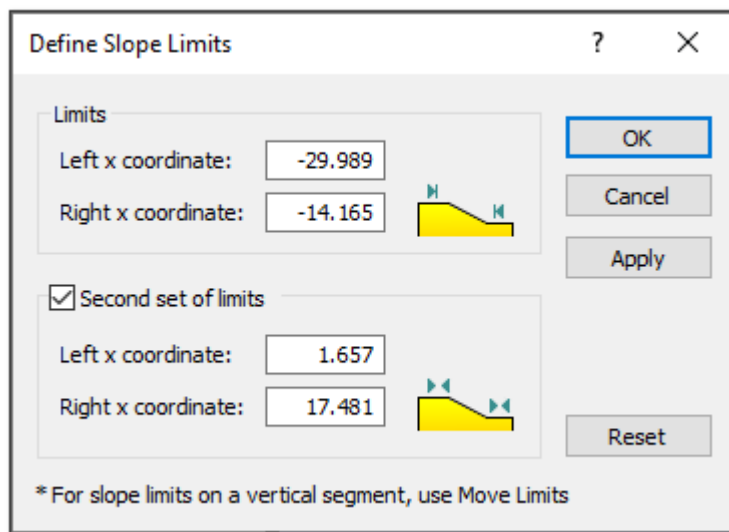 Define Slope Limits ? ×
Limits
Left x coordinate: -29.989
Right x coordinate: -14.165
OK
Cancel
Apply
Second set of limits
Left x coordinate: 1.657
Right x coordinate: 17.481
Reset
* For slope limits on a vertical segment, use Move Limits